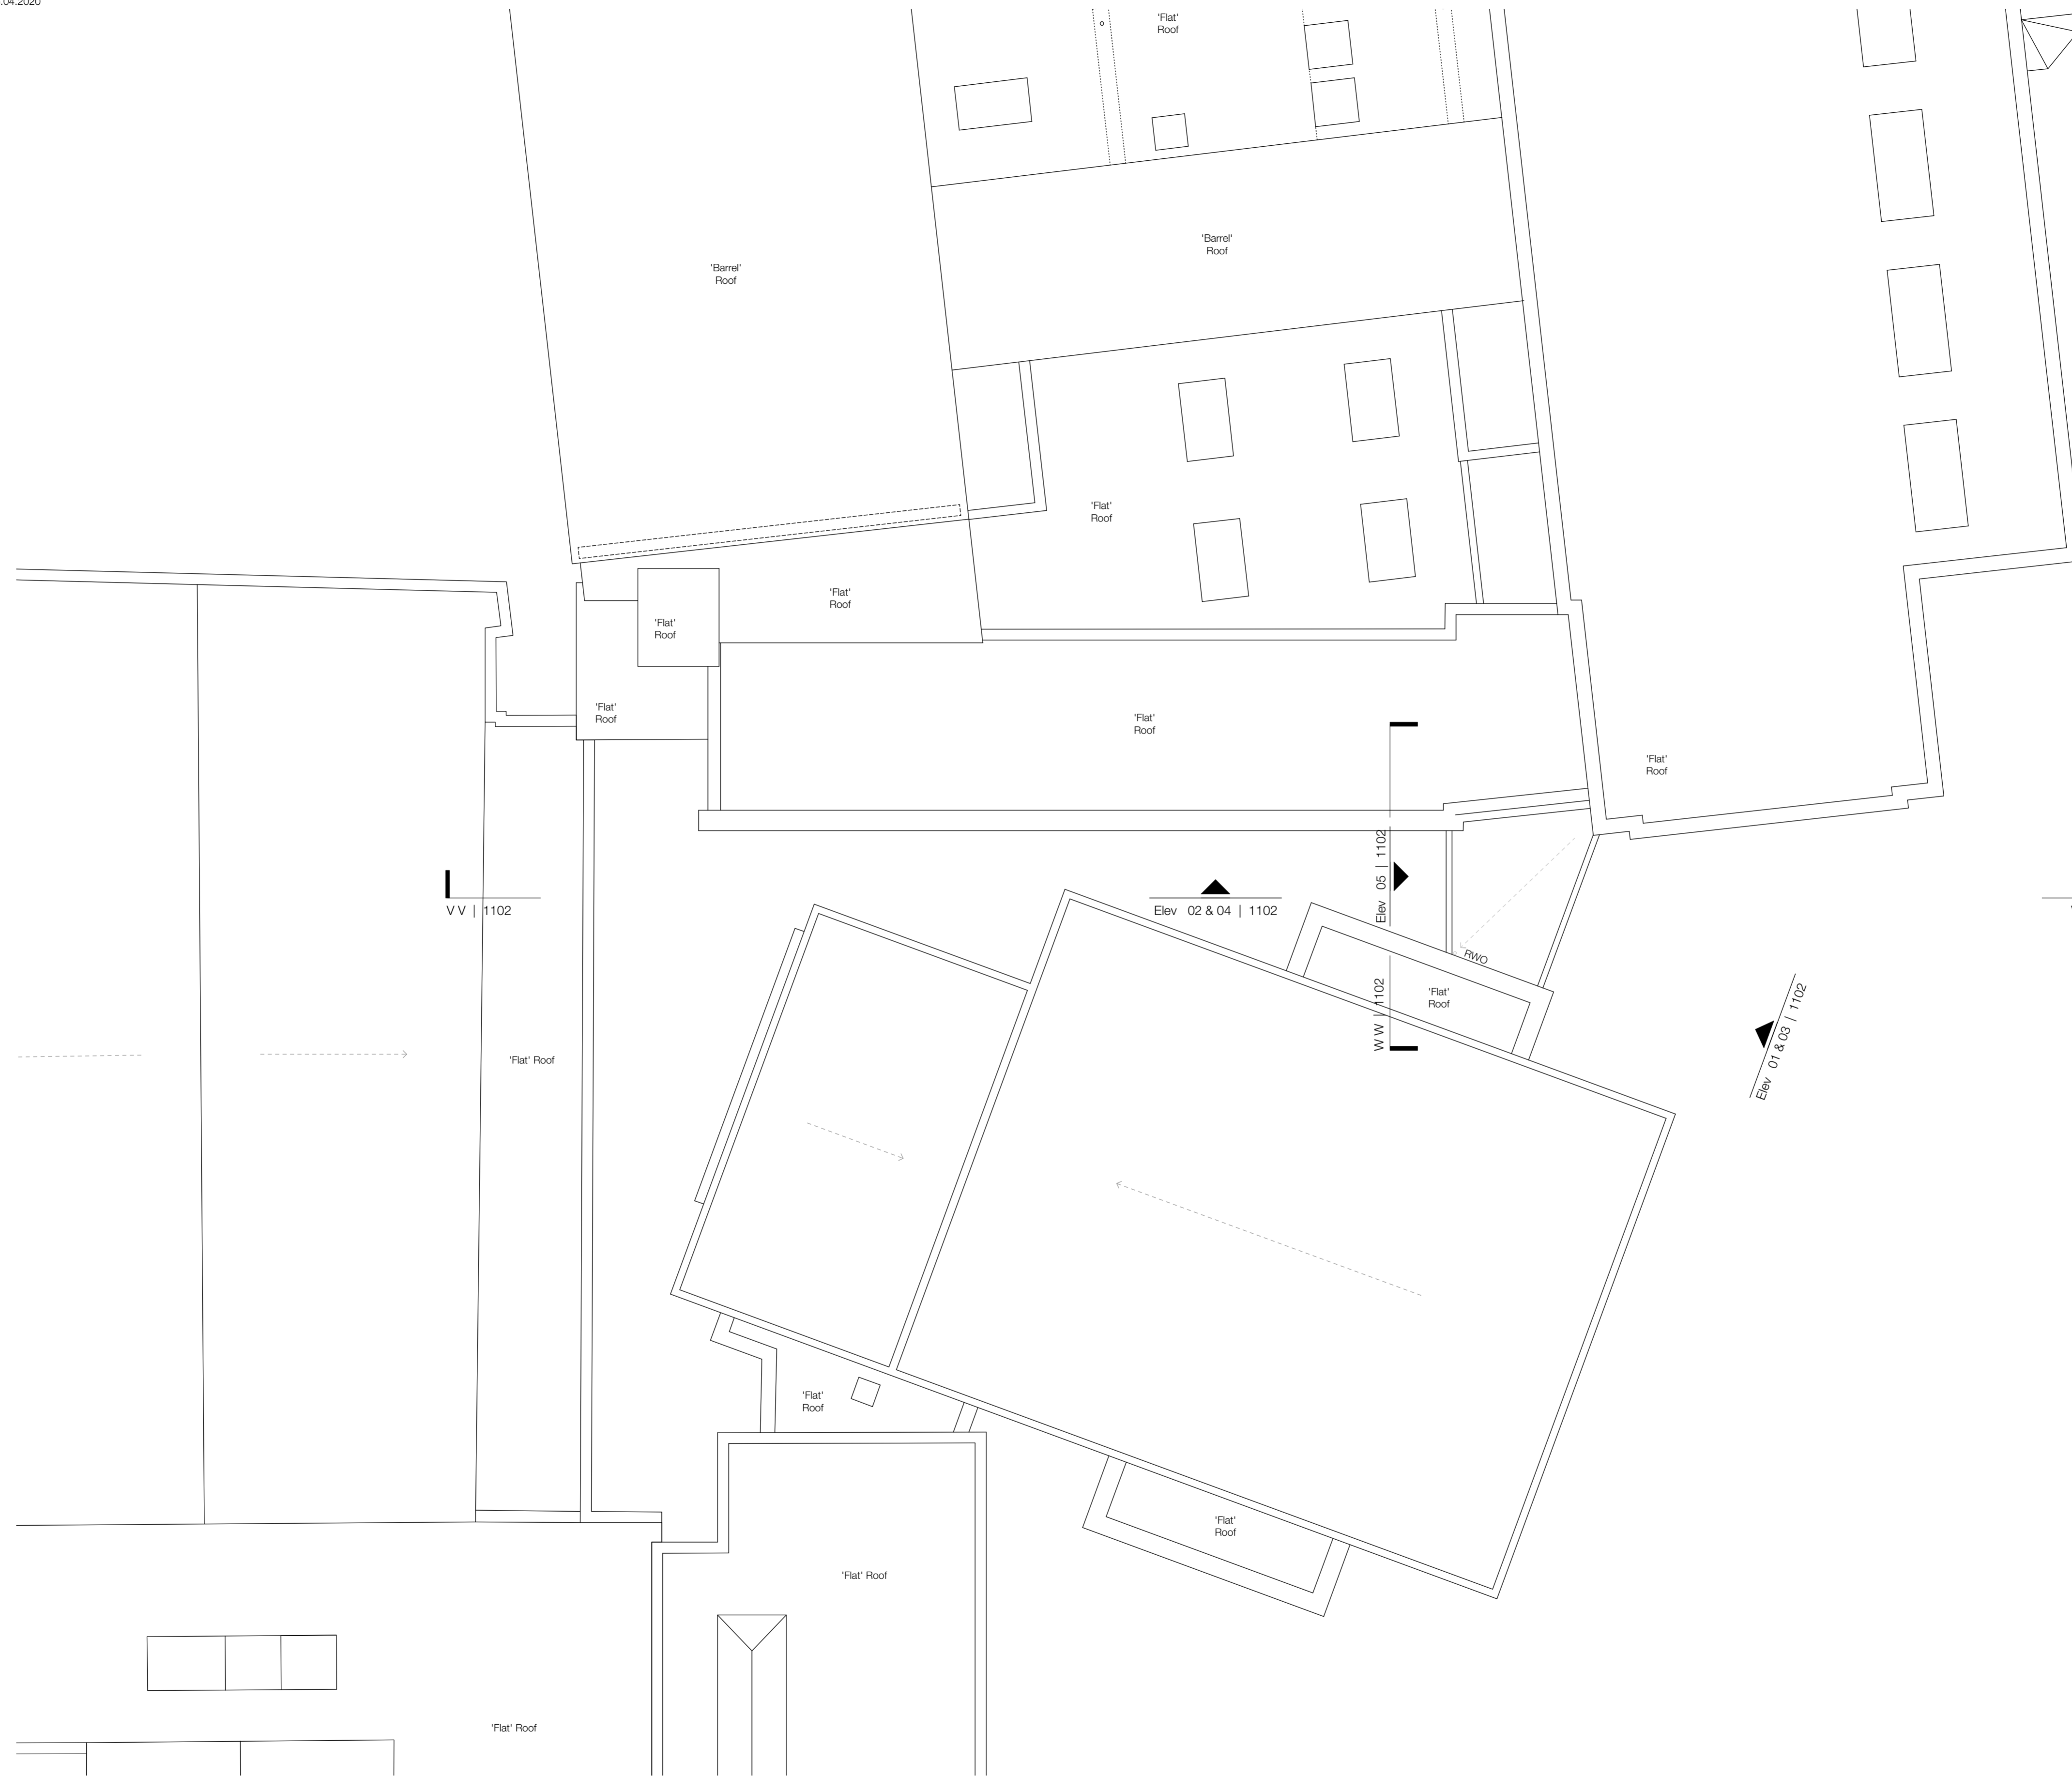 .04.2020
'Flat'
Roof
'Barrel'
Roof
'Barrel'
Roof
'Flat'
Roof
'Flat'
Roof
'Flat'
Roof
'Flat'
Roof
'Flat'
Roof
'Flat'
Roof
Elev 05 | 1102
V V | 1102
Elev 02 & 04 | 1102
RWO
'Flat'
Roof
W W | 1102
Elev 01 & 03 | 1102
'Flat' Roof
'Flat'
Roof
'Flat'
Roof
'Flat' Roof
'Flat' Roof